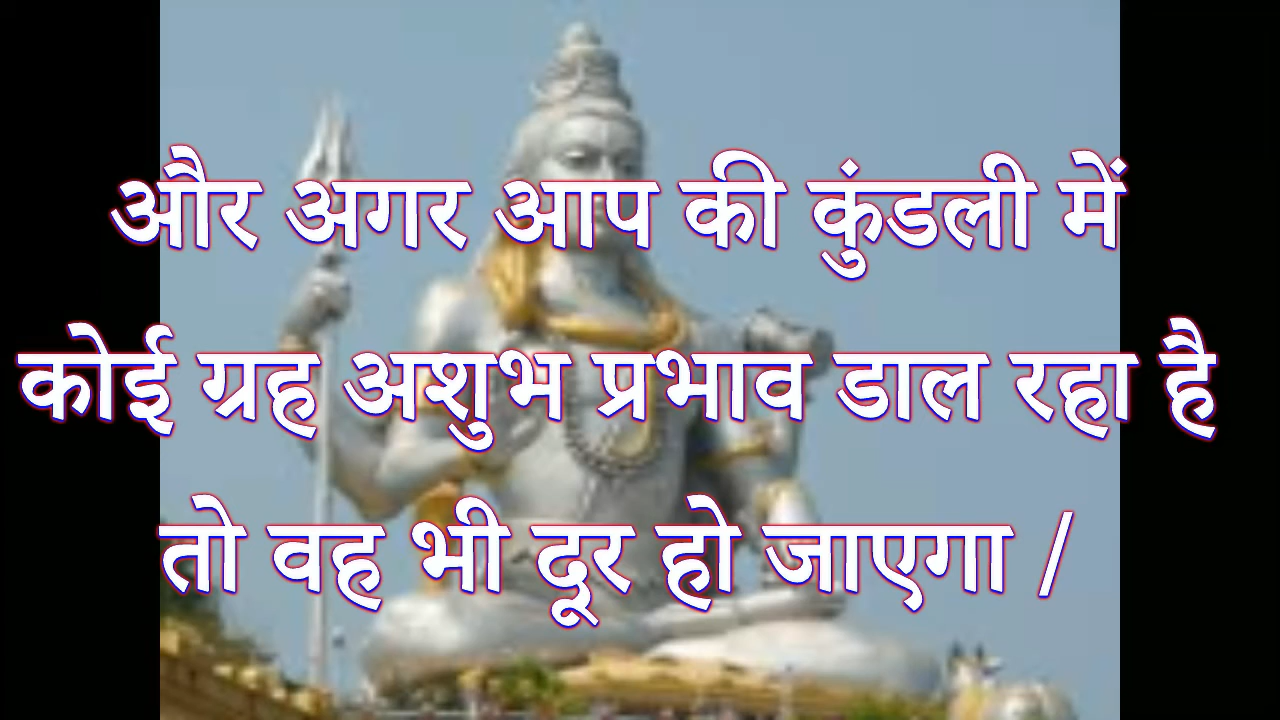 और अगर आप की कुंडली में
कोई ग्रह अशुभ प्रभाव डाल रहा है
तो वह भी दूर हो जाएगा /